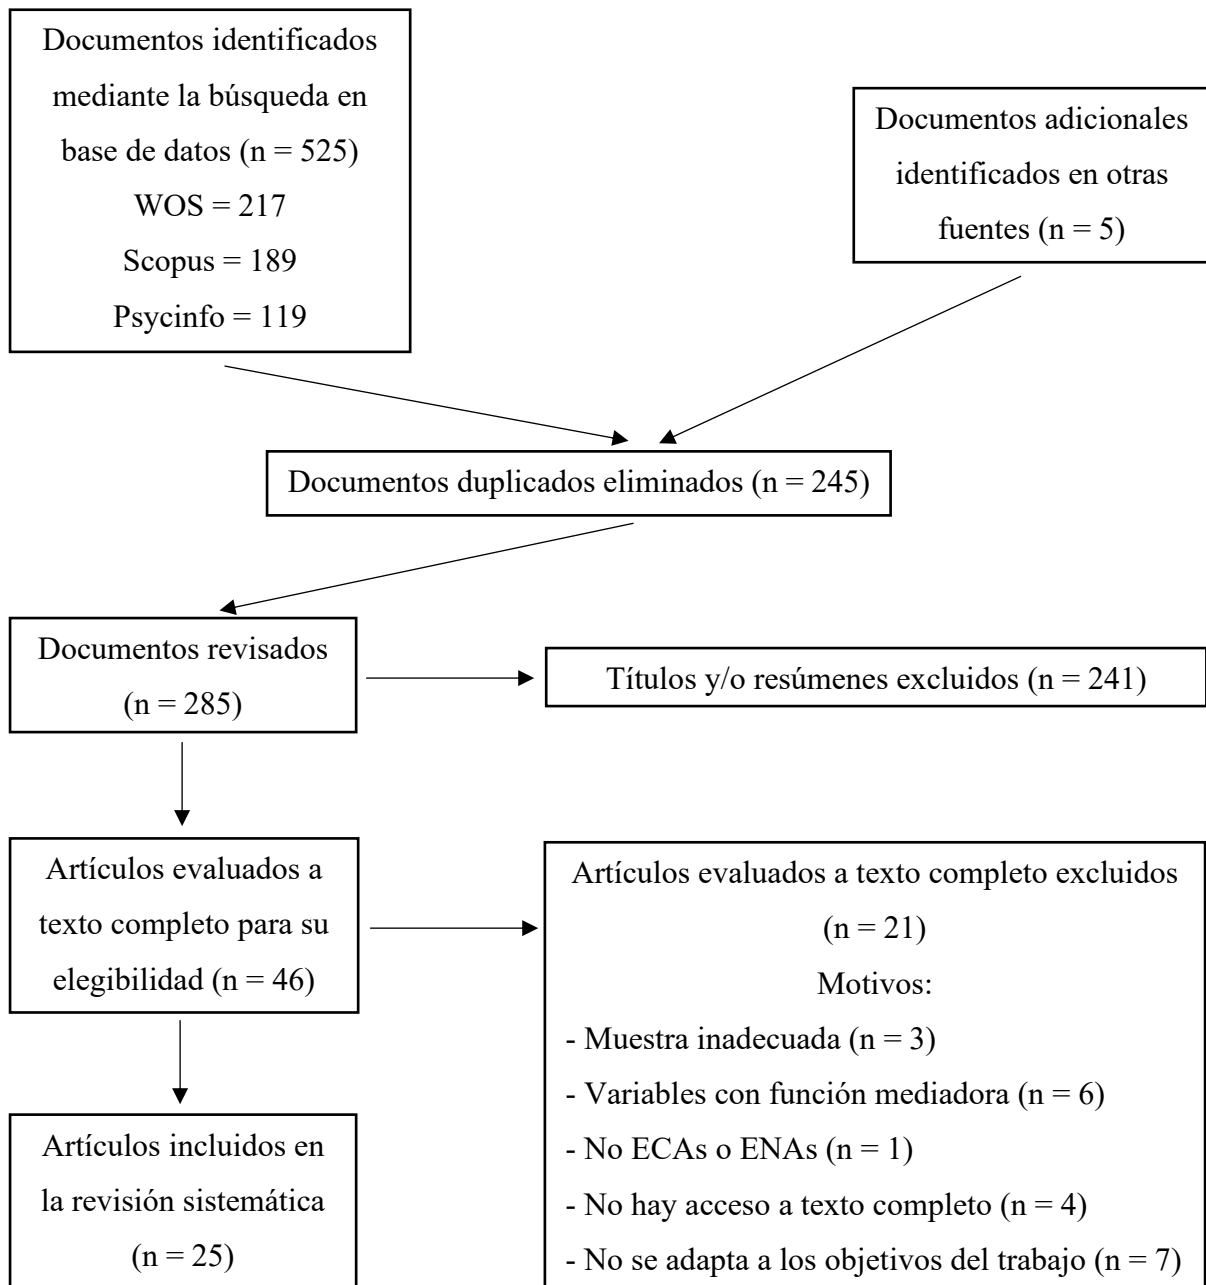 Documentos identificados
mediante la búsqueda en
base de datos (n = 525)
WOS = 217
Scopus = 189
Psycinfo = 119
Documentos adicionales
identificados en otras
fuentes (n = 5)
Documentos duplicados eliminados (n = 245)
Documentos revisados
(n = 285)
Títulos y/o resúmenes excluidos (n = 241)
Artículos evaluados a
texto completo para su
elegibilidad (n = 46)
Artículos evaluados a texto completo excluidos
(n = 21)
Motivos:
- Muestra inadecuada (n = 3)
- Variables con función mediadora (n = 6)
- No ECAs o ENAs (n = 1)
- No hay acceso a texto completo (n = 4)
- No se adapta a los objetivos del trabajo (n = 7)
Artículos incluidos en
la revisión sistemática
(n = 25)